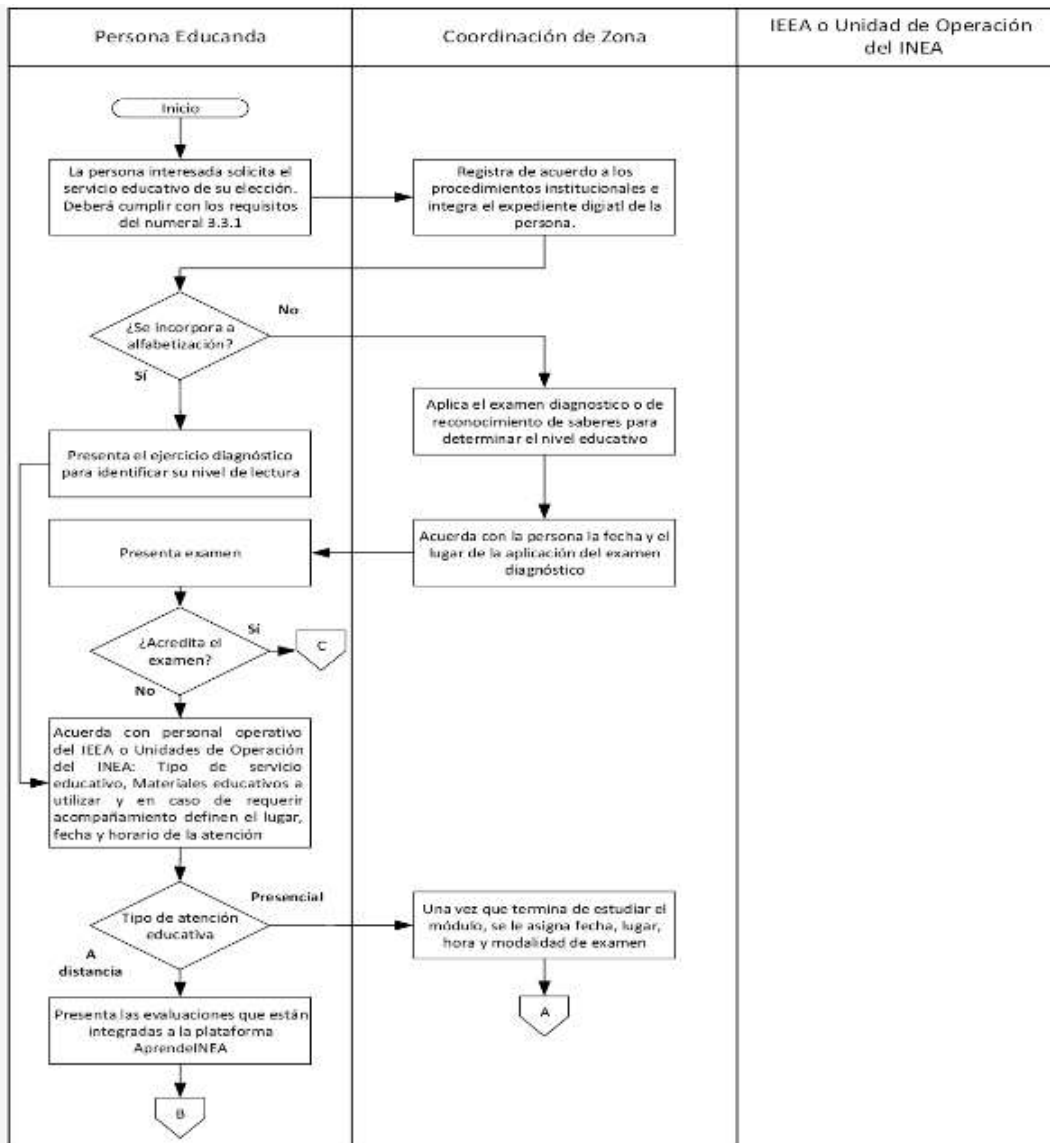 Persona Educanda
Coordinación de Zona
IEEA o Unidad de Operación
del INEA
Inicio
La persona interesada solicita el
servicio educativo de su elección.
Deberá cumplir con los requisitos
del numeral 3.3.1
Registra de acuerdo a los
procedimientos institucionales e
integra el expediente digiatl de la
persona.
¿Se incorpora a
alfabetización?
No
Sí
Aplica el examen diagnostico o de
reconocimiento de saberes para
determinar el nivel educativo
Presenta el ejercicio diagnóstico
para identificar su nivel de lectura
Acuerda con la persona la fecha y el
lugar de la aplicación del examen
diagnóstico
Presenta examen
¿Acredita el
examen?
Sí
C
No
Acuerda con personal operativo
del IEEA o Unidades de Operación
del INEA: Tipo de servicio
educativo, Materiales educativos a
utilizar y en caso de requerir
acompañamiento definen el lugar,
fecha y horario de la atención
Tipo de atención
educativa
Presencial
A
distancia
Una vez que termina de estudiar el
módulo, se le asigna fecha, lugar,
hora y modalidad de examen
A
Presenta las evaluaciones que están
integradas a la plataforma
AprendeINEA
B